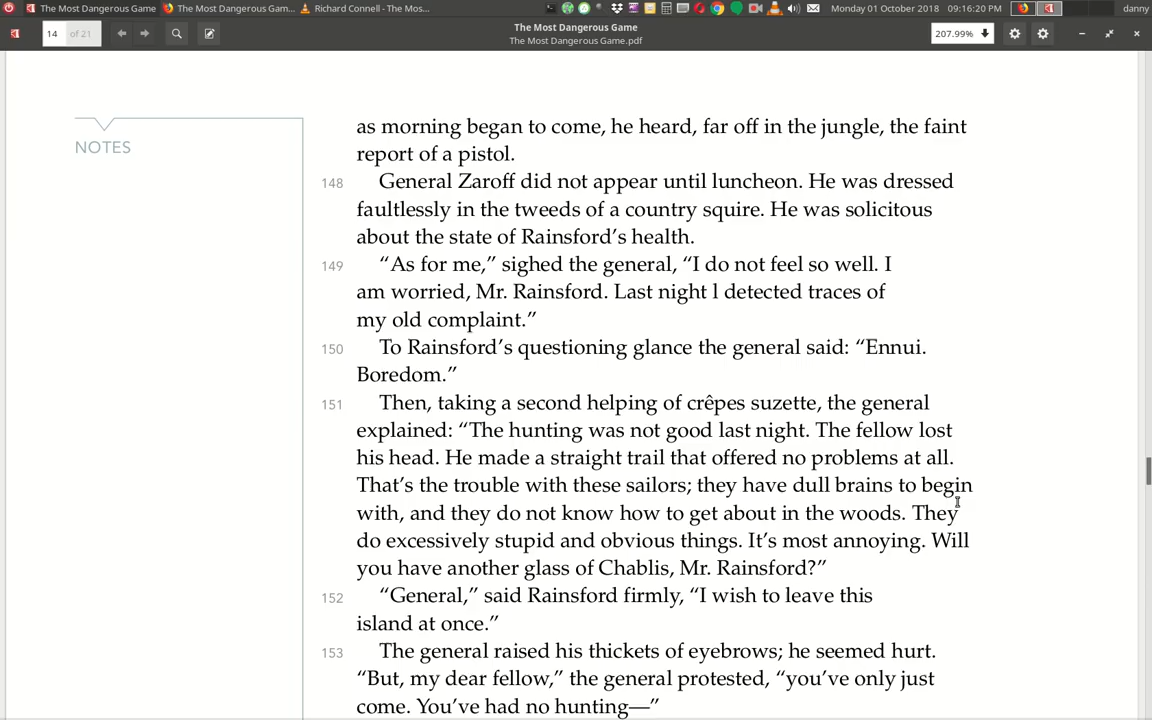 The Most Dangerous Game
The Most Dangerous Gam...
Richard Connell - The Mos...
Monday 01 October 2018
09:16:20 PM
danny
14 of 21
The Most Dangerous Game
The Most Dangerous Game.pdf
207.99%
NOTES
as morning began to come, he heard, far off in the jungle, the faint
report of a pistol.
148 General Zaroff did not appear until luncheon. He was dressed
faultlessly in the tweeds of a country squire. He was solicitous
about the state of Rainsford’s health.
149 “As for me,” sighed the general, “I do not feel so well. I
am worried, Mr. Rainsford. Last night l detected traces of
my old complaint.”
150 To Rainsford’s questioning glance the general said: “Ennui.
Boredom.”
151 Then, taking a second helping of crêpes suzette, the general
explained: “The hunting was not good last night. The fellow lost
his head. He made a straight trail that offered no problems at all.
That’s the trouble with these sailors; they have dull brains to begin
with, and they do not know how to get about in the woods. They
do excessively stupid and obvious things. It’s most annoying. Will
you have another glass of Chablis, Mr. Rainsford?”
152 “General,” said Rainsford firmly, “I wish to leave this
island at once.”
153 The general raised his thickets of eyebrows; he seemed hurt.
“But, my dear fellow,” the general protested, “you’ve only just
come. You’ve had no hunting—”